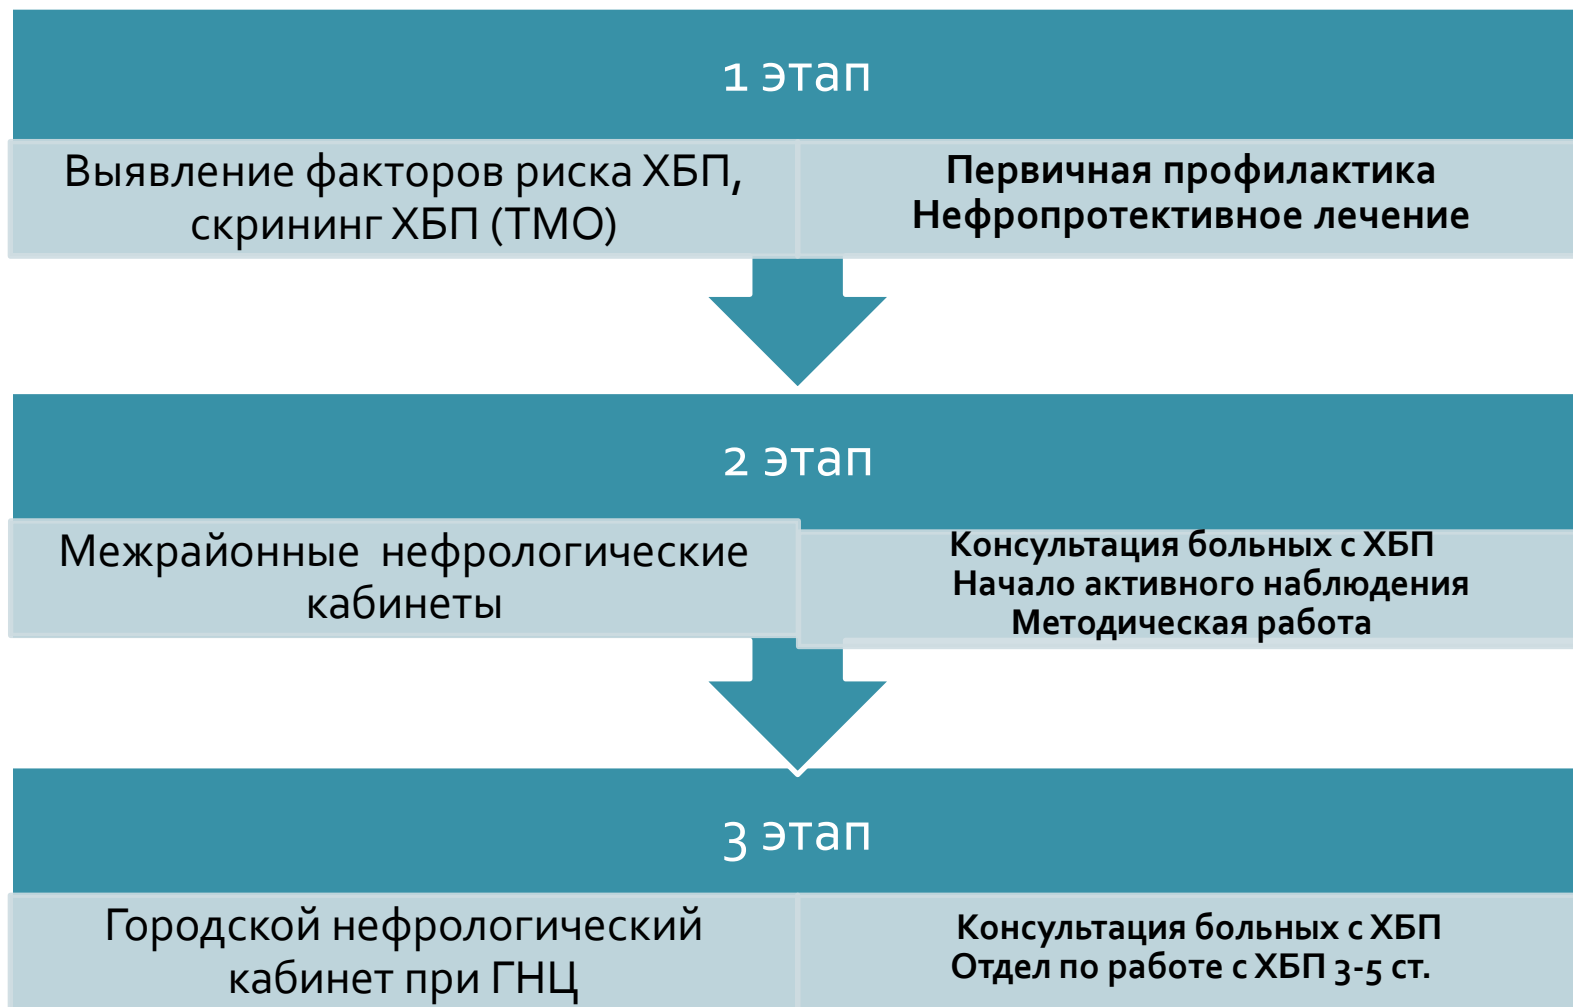 1 этап
Выявление факторов риска ХБП,
скрининг ХБП (ТМО)
Первичная профилактика
Нефропротективное лечение
2 этап
Межрайонные нефрологические
кабинеты
Консультация больных с ХБП
Начало активного наблюдения
Методическая работа
3 этап
Городской нефрологический
кабинет при ГНЦ
Консультация больных с ХБП
Отдел по работе с ХБП 3-5 ст.